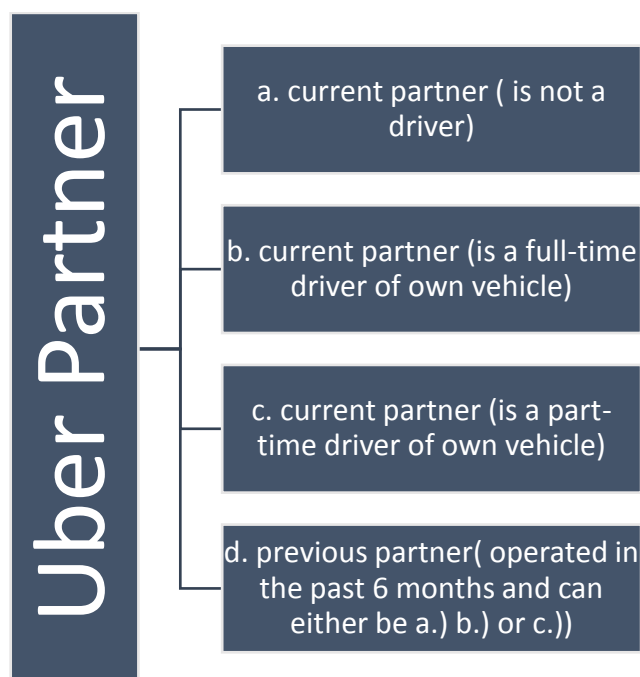 Uber Partner
a. current partner ( is not a
driver)
b. current partner (is a full-time
driver of own vehicle)
c. current partner (is a part-
time driver of own vehicle)
d. previous partner( operated in
the past 6 months and can
either be a.) b.) or c.))